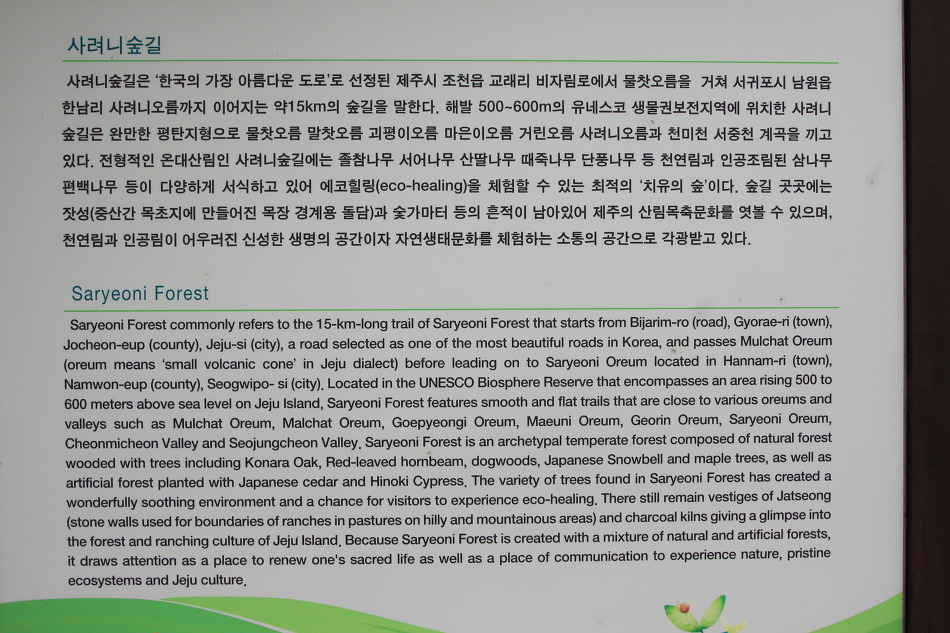 사려니숲길
사려니숲길은 '한국의 가장 아름다운 도로'로 선정된 제주시 조천읍 교래리 비자림로에서 물찻오름을 거쳐 서귀포시 남원읍
한남리 사려니오름까지 이어지는 약15km의 숲길을 말한다. 해발 500~600m의 유네스코 생물권보전지역에 위치한 사려니
숲길은 완만한 평탄지형으로 물찻오름 말찻오름 괴평이오름 마은이오름 거린오름 사려니오름과 천미천 서중천 계곡을 끼고
있다. 전형적인 온대산림인 사려니숲길에는 졸참나무 서어나무 산딸나무 때죽나무 단풍나무 등 천연림과 인공조림된 삼나무
편백나무 등이 다양하게 서식하고 있어 에코힐링(eco-healing)을 체험할 수 있는 최적의 '치유의 숲'이다. 숲길 곳곳에는
잣성(중산간 목초지에 만들어진 목장 경계용 돌담)과 숯가마터 등의 흔적이 남아있어 제주의 산림목축문화를 엿볼 수 있으며,
천연림과 인공림이 어우러진 신성한 생명의 공간이자 자연생태문화를 체험하는 소통의 공간으로 각광받고 있다.
Saryeoni Forest
Saryeoni Forest commonly refers to the 15-km-long trail of Saryeoni Forest that starts from Bijarim-ro (road), Gyorae-ri (town),
Jocheon-eup (county), Jeju-si (city), a road selected as one of the most beautiful roads in Korea, and passes Mulchat Oreum
(oreum means 'small volcanic cone' in Jeju dialect) before leading on to Saryeoni Oreum located in Hannam-ri (town),
Namwon-eup (county), Seogwipo- si (city). Located in the UNESCO Biosphere Reserve that encompasses an area rising 500 to
600 meters above sea level on Jeju Island, Saryeoni Forest features smooth and flat trails that are close to various oreums and
valleys such as Mulchat Oreum, Malchat Oreum, Goepyeongi Oreum, Maeuni Oreum, Georin Oreum, Saryeoni Oreum,
Cheonmicheon Valley and Seojungcheon Valley. Saryeoni Forest is an archetypal temperate forest composed of natural forest
wooded with trees including Konara Oak, Red-leaved hornbeam, dogwoods, Japanese Snowbell and maple trees, as well as
artificial forest planted with Japanese cedar and Hinoki Cypress. The variety of trees found in Saryeoni Forest has created a
wonderfully soothing environment and a chance for visitors to experience eco-healing. There still remain vestiges of Jatseong
(stone walls used for boundaries of ranches in pastures on hilly and mountainous areas) and charcoal kilns giving a glimpse into
the forest and ranching culture of Jeju Island. Because Saryeoni Forest is created with a mixture of natural and artificial forests,
it draws attention as a place to renew one's sacred life as well as a place of communication to experience nature, pristine
ecosystems and Jeju culture.